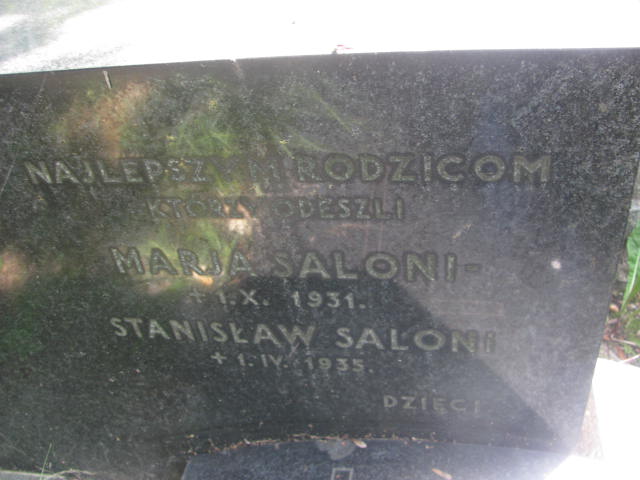 NAJLEPSZYM RODZICOM
KTÓRZY ODESZLI
MARJA SALONI-
+ 1.X. 1931.
STANISŁAW SALONI
+ 1.IV. 1935.
DZIECI